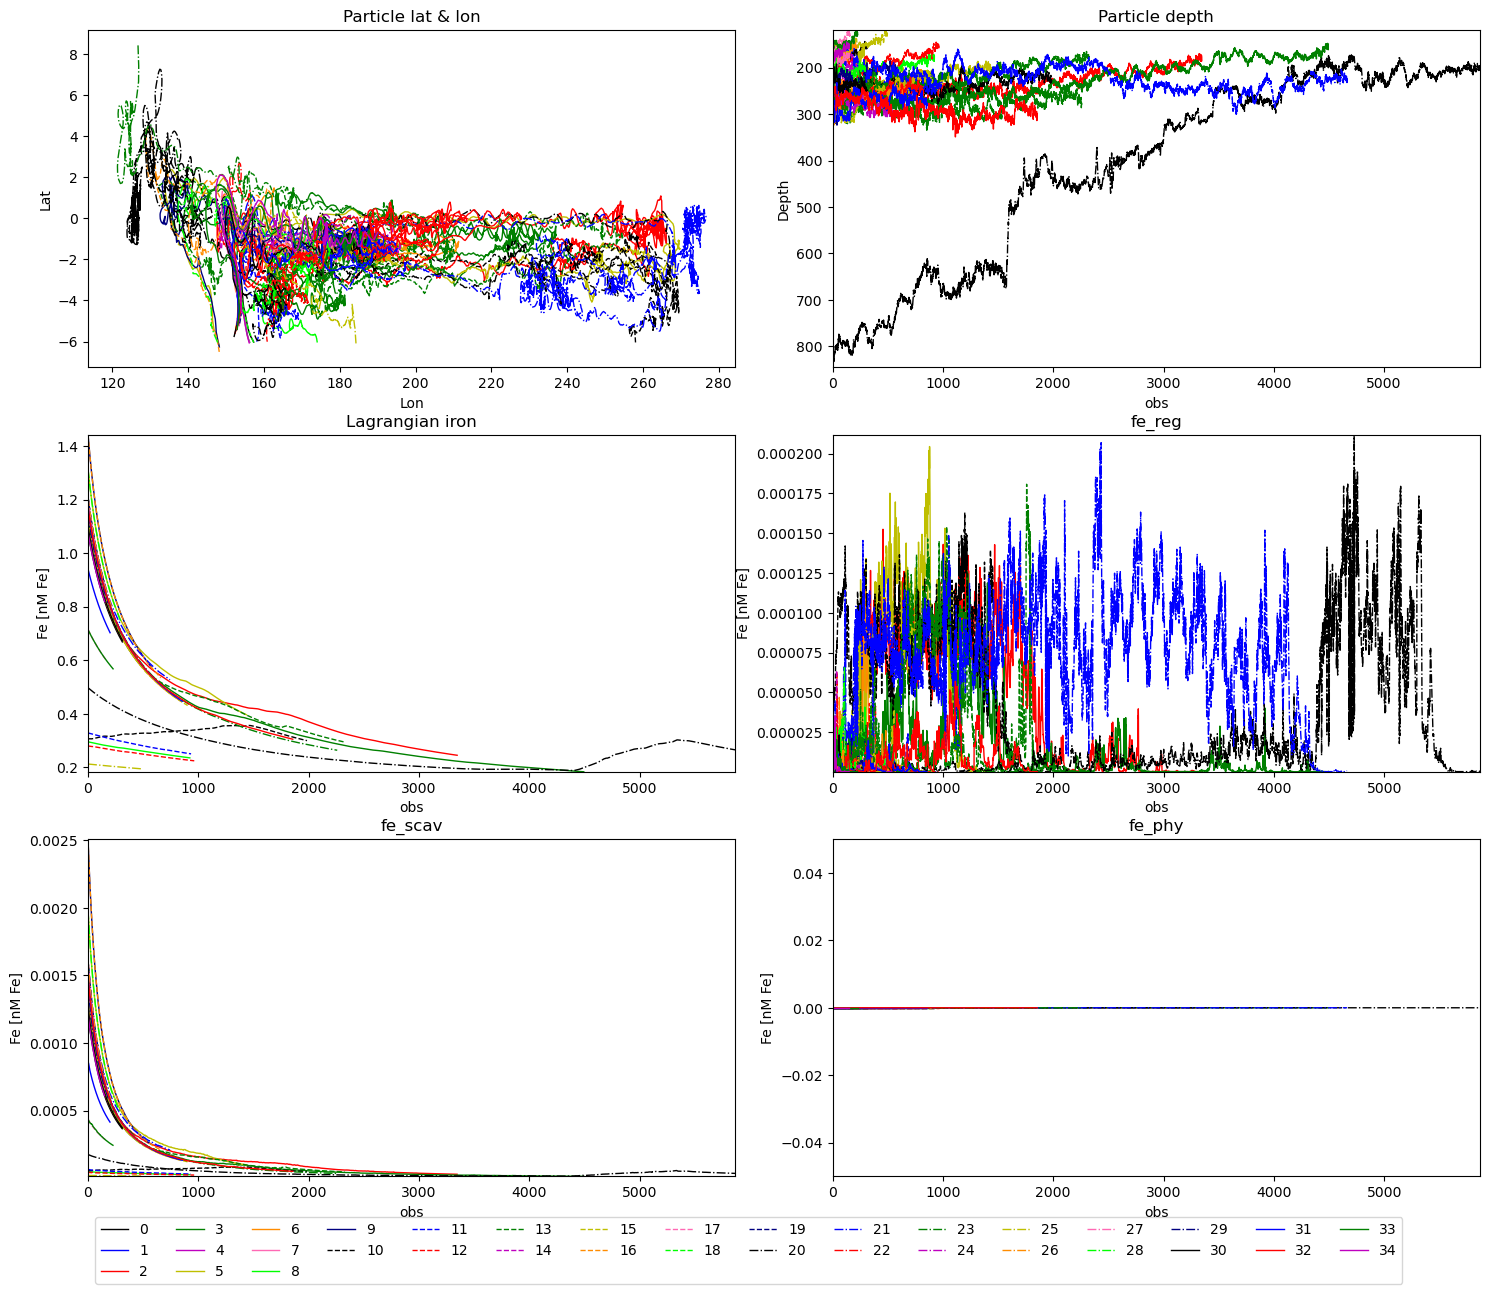 Particle lat & lon
8
6
4
2
0
−2
−4
−6
Lat
120 140 160 180 200 220 240 260 280
Lon
Particle depth
200
300
400
500
600
700
800
Depth
0 1000 2000 3000 4000 5000
obs
Lagrangian iron
1.4
1.2
1.0
0.8
0.6
0.4
0.2
Fe [nM Fe]
0 1000 2000 3000 4000 5000
obs
fe_reg
0.000200
0.000175
0.000150
0.000125
0.000100
0.000075
0.000050
0.000025
Fe [nM Fe]
0 1000 2000 3000 4000 5000
obs
fe_scav
0.0025
0.0020
0.0015
0.0010
0.0005
Fe [nM Fe]
0 1000 2000 3000 4000 5000
obs
fe_phy
0.04
0.02
0.00
−0.02
−0.04
Fe [nM Fe]
0 1000 2000 3000 4000 5000
obs
0 3 6 9 11 13 15 17 19 21 23 25 27 29 31 33
1 4 7 10 12 14 16 18 20 22 24 26 28 30 32 34
2 5 8